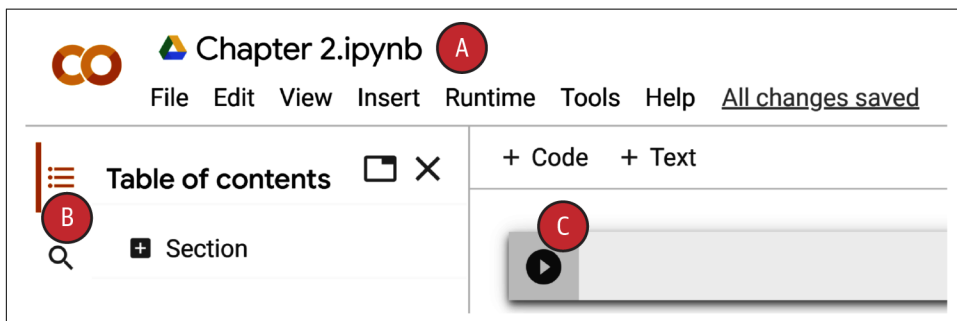 Chapter 2.ipynb A
File Edit View Insert Runtime Tools Help All changes saved
Table of contents
+ Code + Text
B
C
+ Section